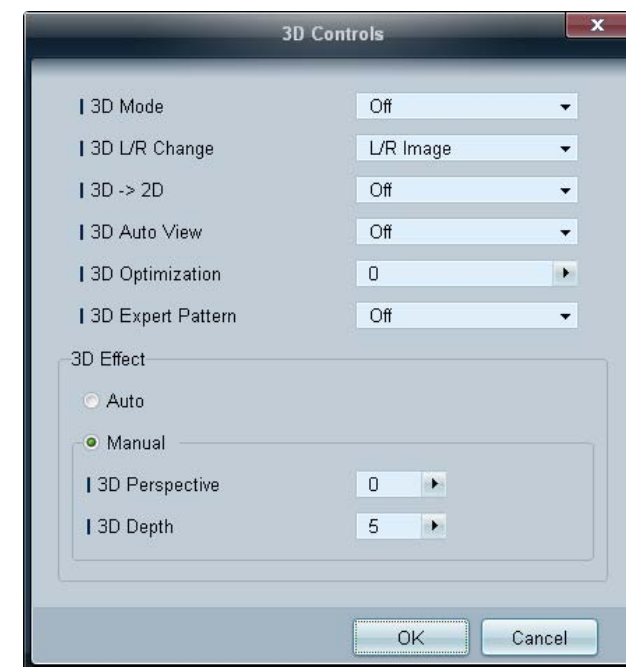 3D Controls
x
3D Mode Off
3D L/R Change L/R Image
3D -> 2D Off
3D Auto View Off
3D Optimization 0
3D Expert Pattern Off
3D Effect
Auto
Manual
3D Perspective 0
3D Depth 5
OK Cancel